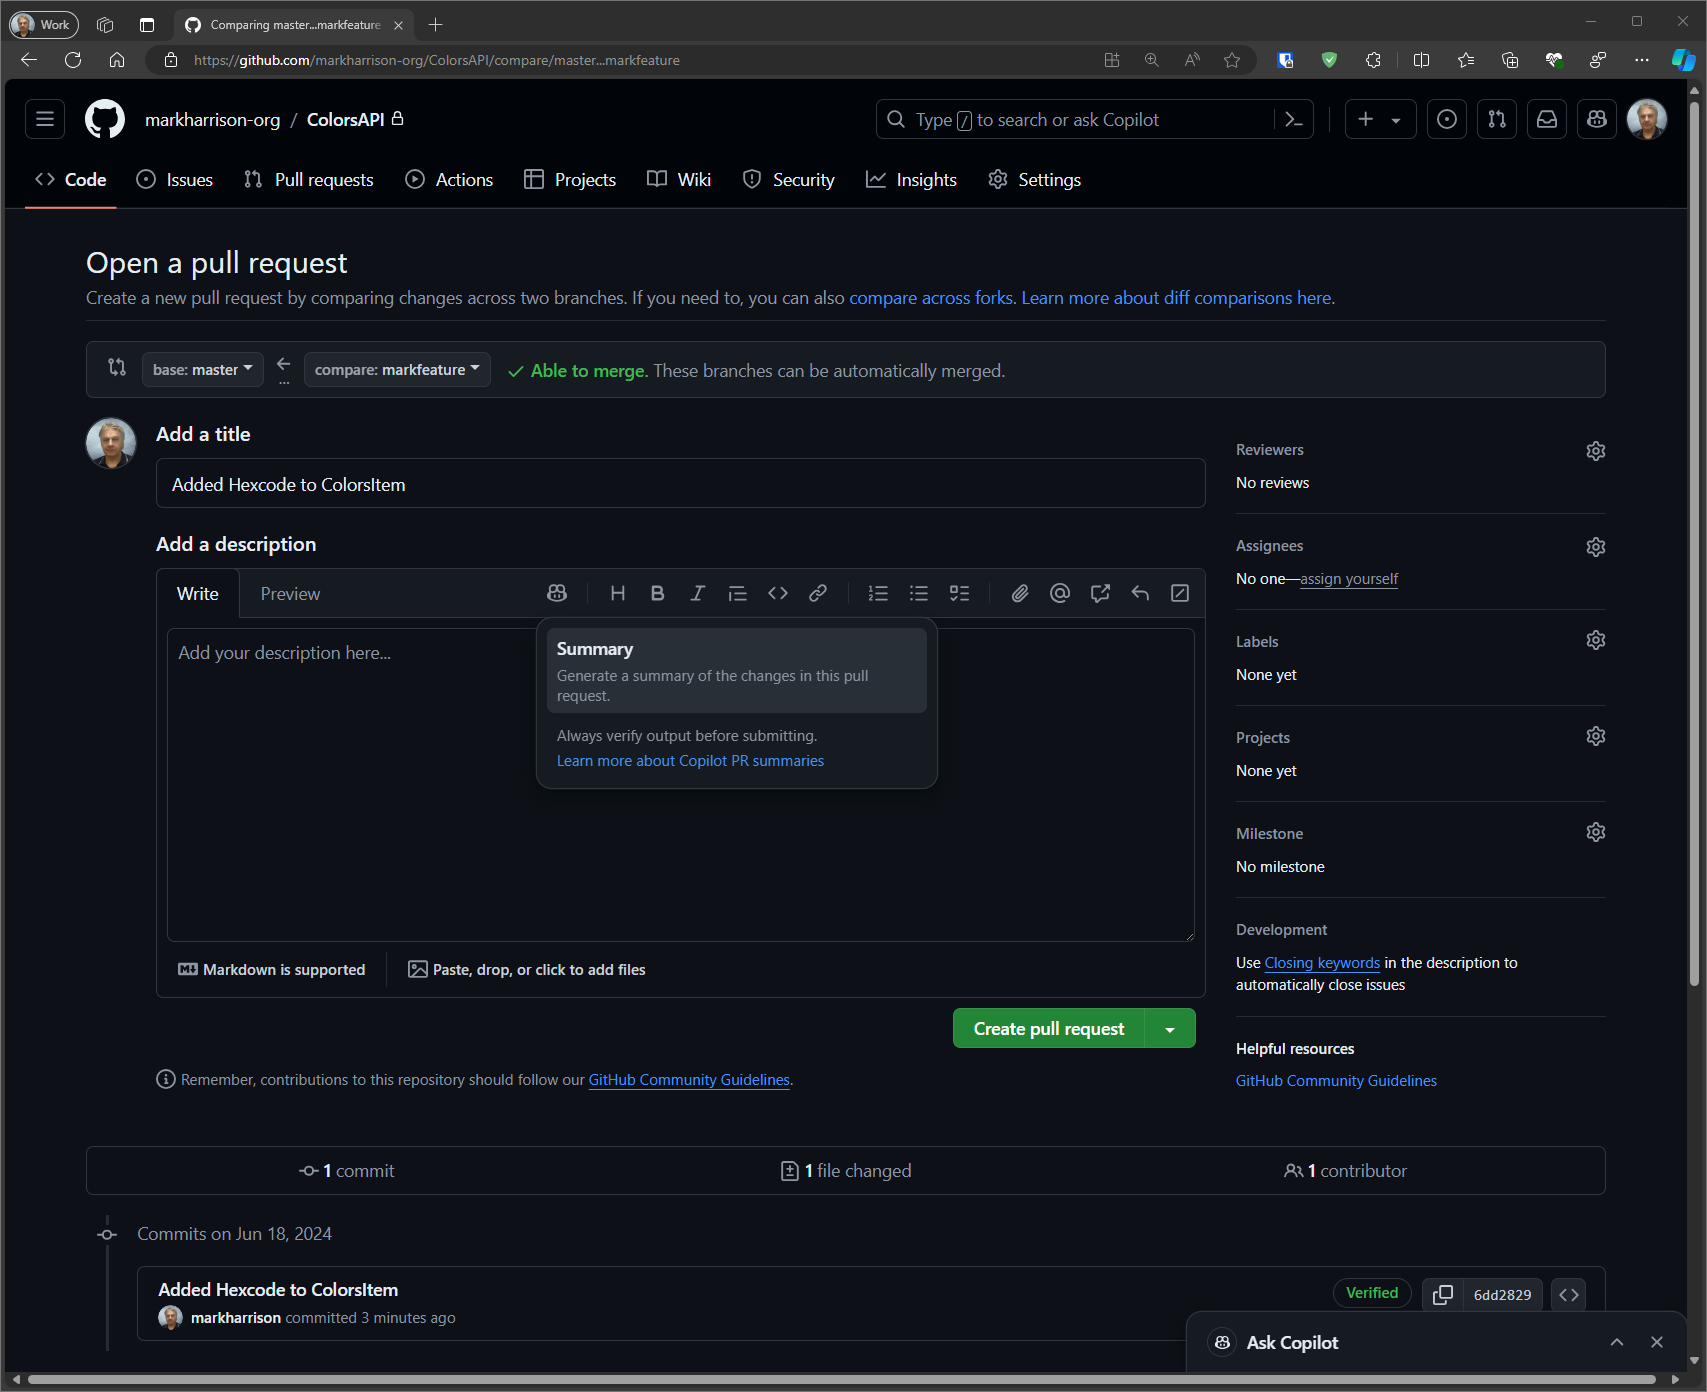 Work
Comparing master...markfeature
https://github.com/markharrison-org/ColorsAPI/compare/master...markfeature
markharrison-org / ColorsAPI
Type / to search or ask Copilot
Code
Issues
Pull requests
Actions
Projects
Wiki
Security
Insights
Settings
Open a pull request
Create a new pull request by comparing changes across two branches. If you need to, you can also compare across forks. Learn more about diff comparisons here.
base: master
...
compare: markfeature
Able to merge. These branches can be automatically merged.
Add a title
Added Hexcode to ColorsItem
Add a description
Write
Preview
Add your description here...
Summary
Generate a summary of the changes in this pull
request.
Always verify output before submitting.
Learn more about Copilot PR summaries
Markdown is supported
Paste, drop, or click to add files
Create pull request
Remember, contributions to this repository should follow our GitHub Community Guidelines.
Reviewers
No reviews
Assignees
No one—assign yourself
Labels
None yet
Projects
None yet
Milestone
No milestone
Development
Use Closing keywords in the description to
automatically close issues
Helpful resources
GitHub Community Guidelines
1 commit
1 file changed
1 contributor
Commits on Jun 18, 2024
Added Hexcode to ColorsItem
markharrison committed 3 minutes ago
Verified
6dd2829
Ask Copilot